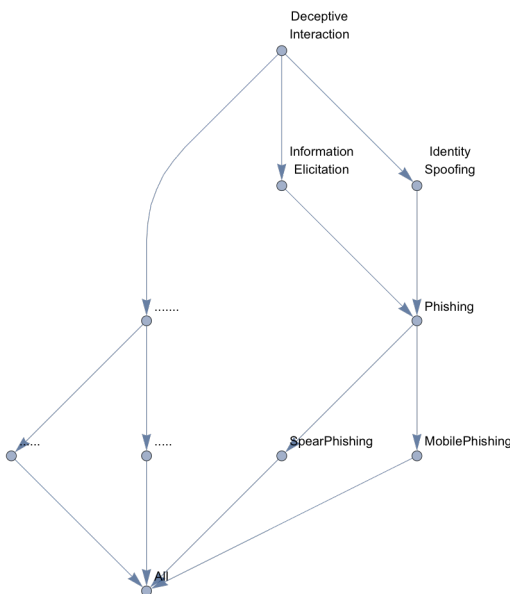 Deceptive
Interaction
Information
Elicitation
Identity
Spoofing
.......
Phishing
......
.....
SpearPhishing
MobilePhishing
All